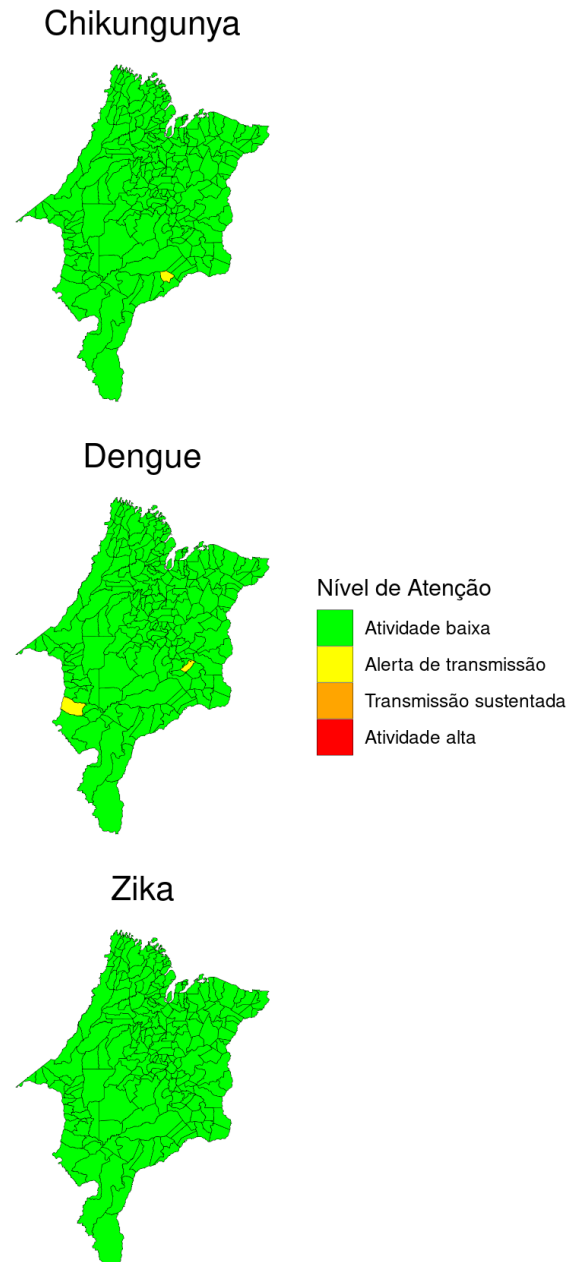 Chikungunya
Dengue
Nível de Atenção
Atividade baixa
Alerta de transmissão
Transmissão sustentada
Atividade alta
Zika